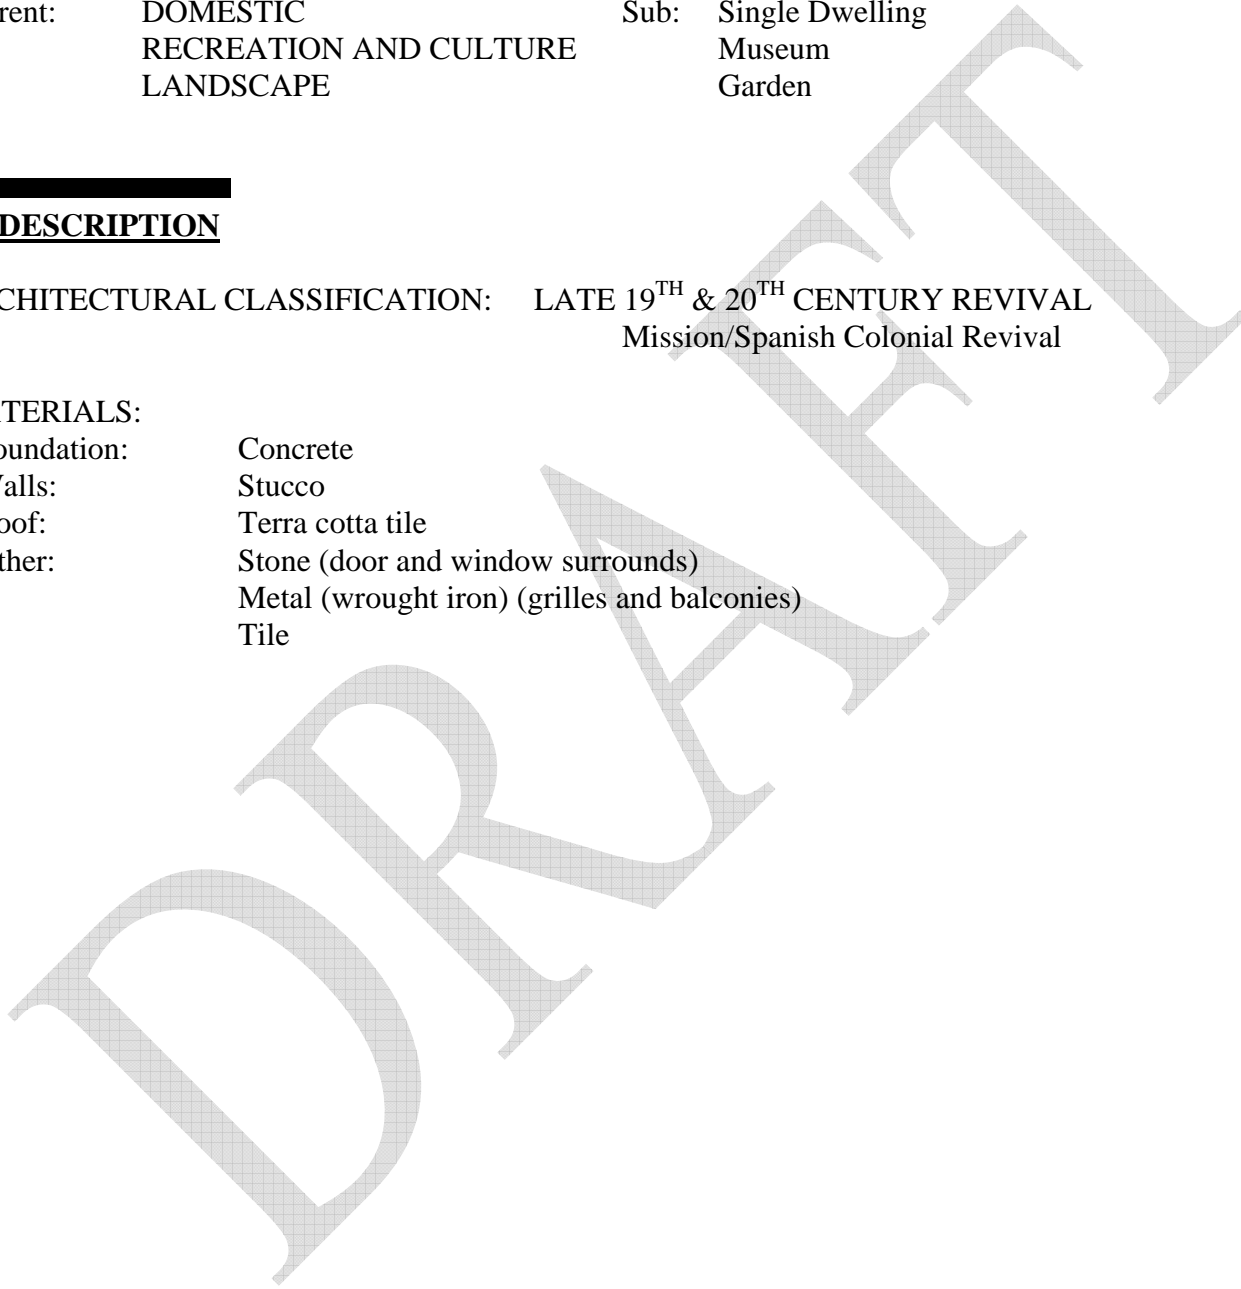 rent: DOMESTIC Sub: Single Dwelling
RECREATION AND CULTURE Museum
LANDSCAPE Garden
DESCRIPTION
CHITECTURAL CLASSIFICATION: LATE 19TH & 20TH CENTURY REVIVAL
Mission/Spanish Colonial Revival
TERIALS:
oundation: Concrete
alls: Stucco
oof: Terra cotta tile
ther: Stone (door and window surrounds)
Metal (wrought iron) (grilles and balconies)
Tile
DRAFT